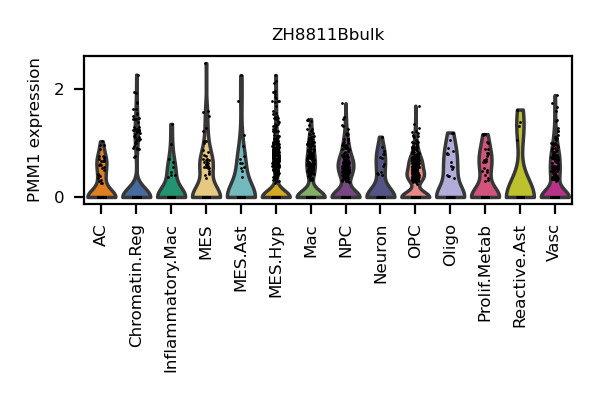 ZH8811Bbulk
PMM1 expression
2
0
AC
Chromatin.Reg
Inflammatory.Mac
MES
MES.Ast
MES.Hyp
Mac
NPC
Neuron
OPC
Oligo
Prolif.Metab
Reactive.Ast
Vasc